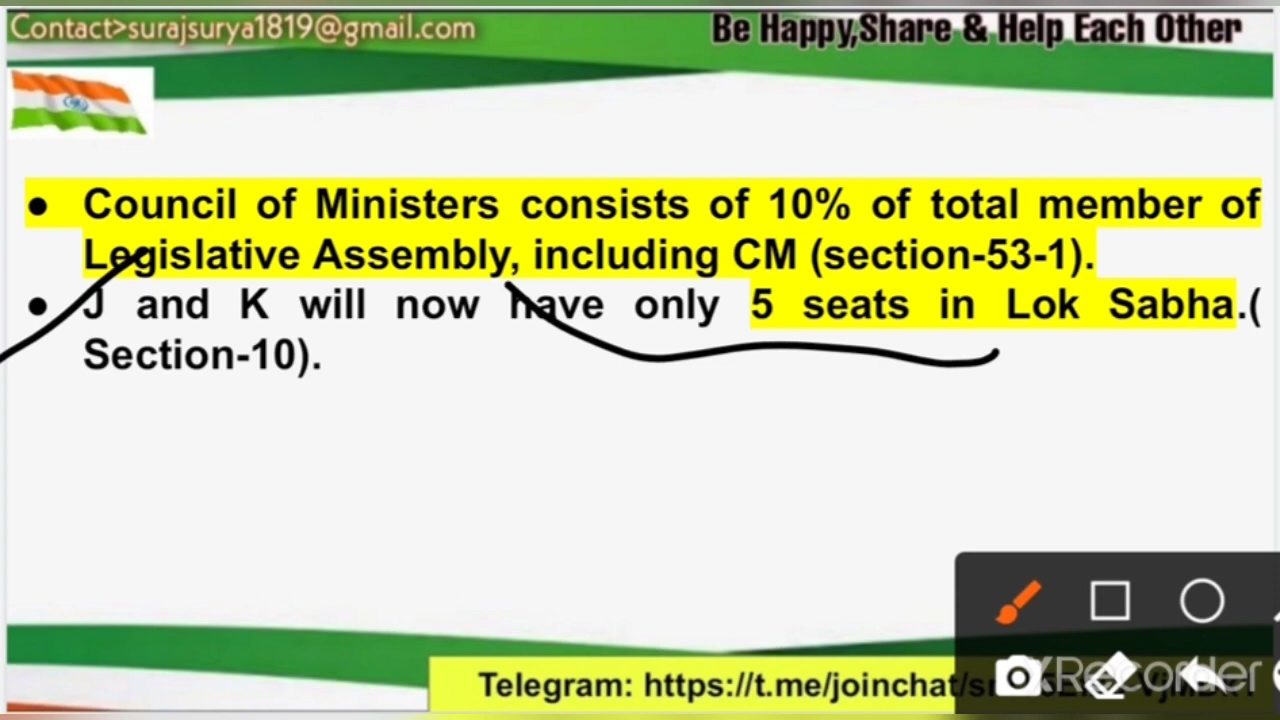 Contact>surajsurya1819@gmail.com
Be Happy,Share & Help Each Other
● Council of Ministers consists of 10% of total member of
Legislative Assembly, including CM (section-53-1).
● J and K will now have only 5 seats in Lok Sabha.(
Section-10).
Telegram: https://t.me/joinchat/
XRecorder